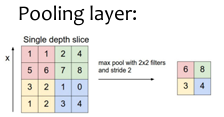 Pooling layer:
Single depth slice
x
1 1 2 4
max pool with 2x2 filters
and stride 2
5 6 7 8
6 8
3 2 1 0
3 4
1 2 3 4